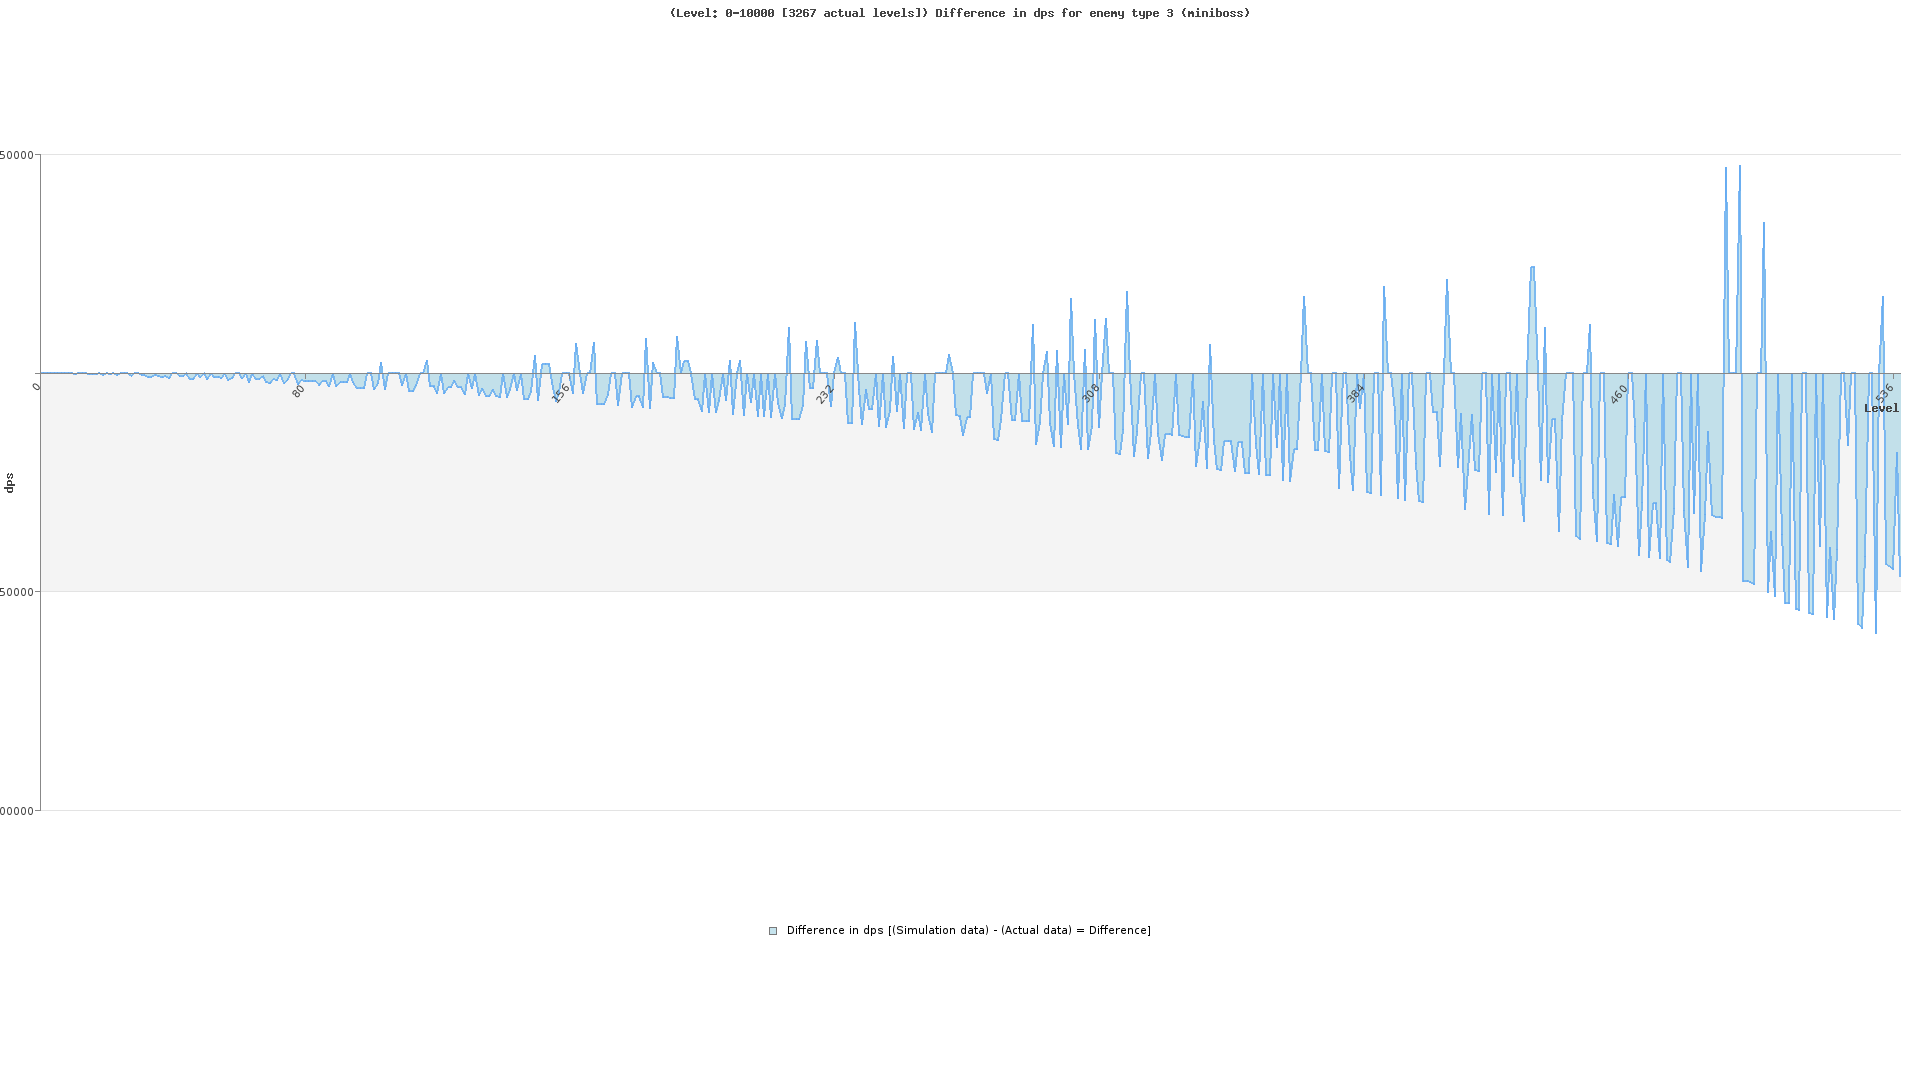 (Level: 0-10000 [3267 actual levels]) Difference in dps for enemy type 3 (miniboss)
50000
0
80
156
232
308
384
460
536
Level
dps
50000
00000
Difference in dps [(Simulation data) - (Actual data) = Difference]